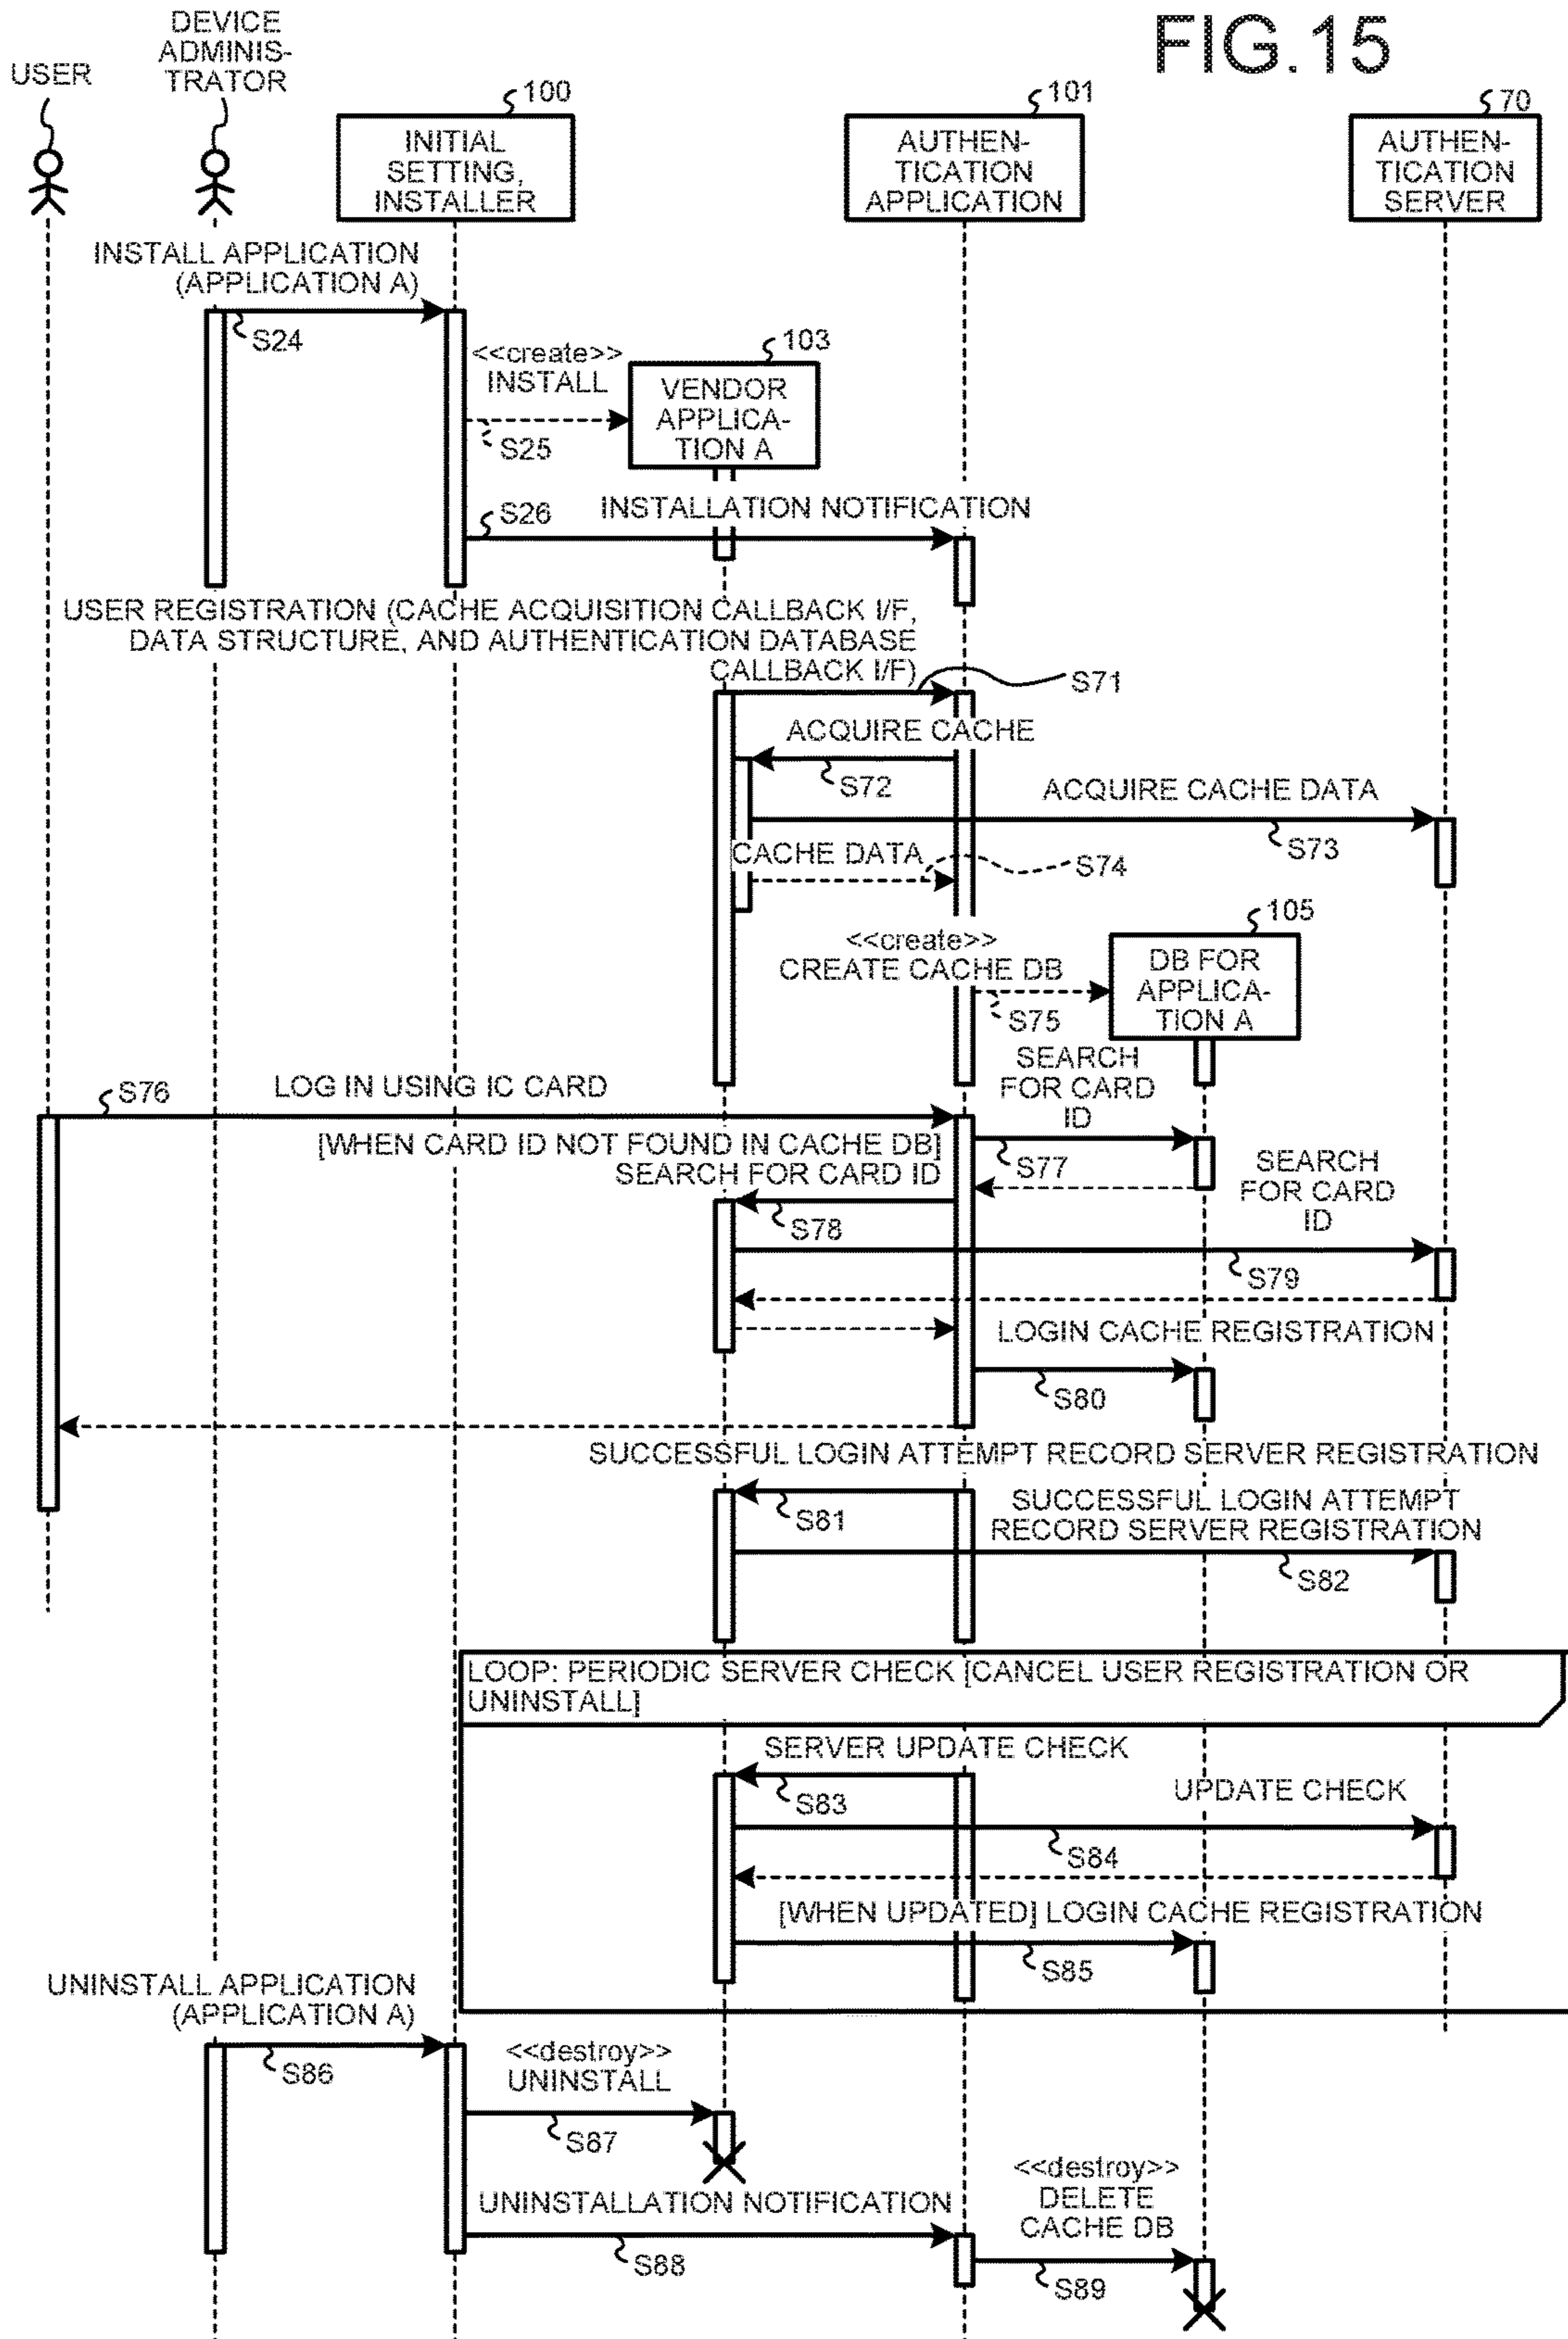 FIG.15
USER
DEVICE
ADMINIS-
TRATOR
100
INITIAL
SETTING,
INSTALLER
101
AUTHEN-
TICATION
APPLICATION
70
AUTHEN-
TICATION
SERVER
INSTALL APPLICATION
(APPLICATION A)
S24
<<create>>
INSTALL
S25
103
VENDOR
APPLICA-
TION A
S26
INSTALLATION NOTIFICATION
USER REGISTRATION (CACHE ACQUISITION CALLBACK I/F,
DATA STRUCTURE, AND AUTHENTICATION DATABASE
CALLBACK I/F)
S71
ACQUIRE CACHE
S72
ACQUIRE CACHE DATA
S73
CACHE DATA
S74
<<create>>
CREATE CACHE DB
S75
105
DB FOR
APPLICA-
TION A
S76
LOG IN USING IC CARD
SEARCH
FOR CARD
ID
S77
[WHEN CARD ID NOT FOUND IN CACHE DB]
SEARCH FOR CARD ID
S78
SEARCH
FOR CARD
ID
S79
LOGIN CACHE REGISTRATION
S80
SUCCESSFUL LOGIN ATTEMPT RECORD SERVER REGISTRATION
S81
SUCCESSFUL LOGIN ATTEMPT
RECORD SERVER REGISTRATION
S82
LOOP: PERIODIC SERVER CHECK [CANCEL USER REGISTRATION OR
UNINSTALL]
SERVER UPDATE CHECK
S83
UPDATE CHECK
S84
[WHEN UPDATED] LOGIN CACHE REGISTRATION
S85
UNINSTALL APPLICATION
(APPLICATION A)
S86
<<destroy>>
UNINSTALL
S87
UNINSTALLATION NOTIFICATION
S88
<<destroy>>
DELETE
CACHE DB
S89